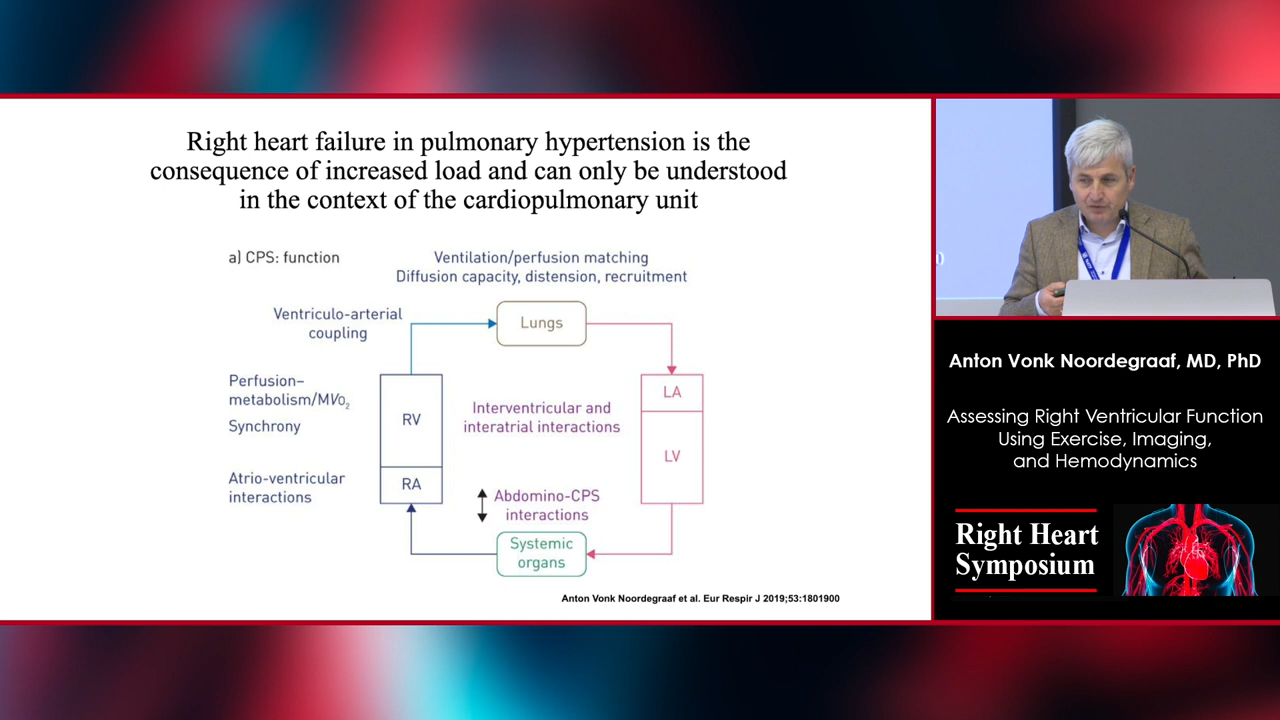 Right heart failure in pulmonary hypertension is the
consequence of increased load and can only be understood
in the context of the cardiopulmonary unit
a) CPS: function
Ventilation/perfusion matching
Diffusion capacity, distension, recruitment
Ventriculo-arterial
coupling
Lungs
Perfusion–
metabolism/MVO₂
Synchrony
Atrio-ventricular
interactions
RV
RA
Interventricular and
interatrial interactions
LA
LV
Abdomino-CPS
interactions
Systemic
organs
Anton Vonk Noordegraaf et al. Eur Respir J 2019;53:1801900
Anton Vonk Noordegraaf, MD, PhD
Assessing Right Ventricular Function
Using Exercise, Imaging,
and Hemodynamics
Right Heart
Symposium